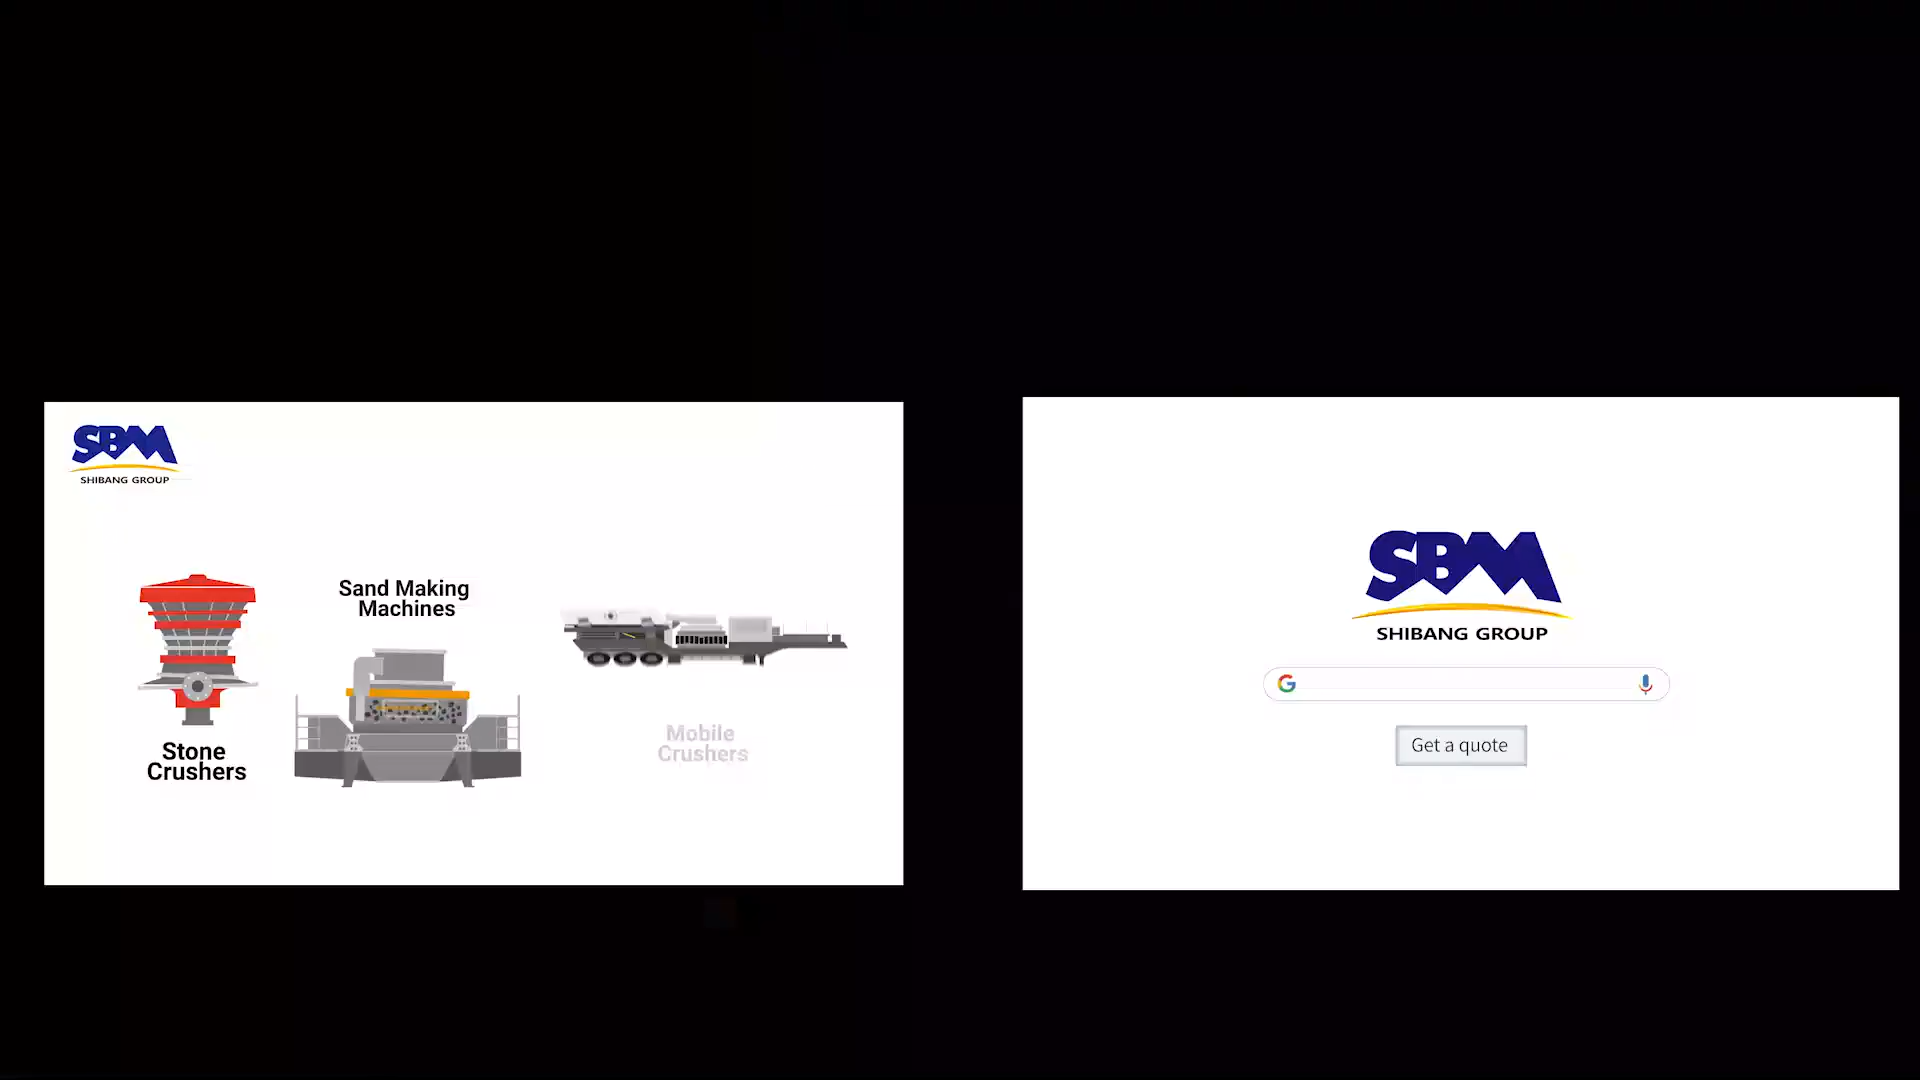 SBM
SHIBANG GROUP
Sand Making
Machines
Stone
Crushers
Mobile
Crushers
SBM
SHIBANG GROUP
G
Get a quote